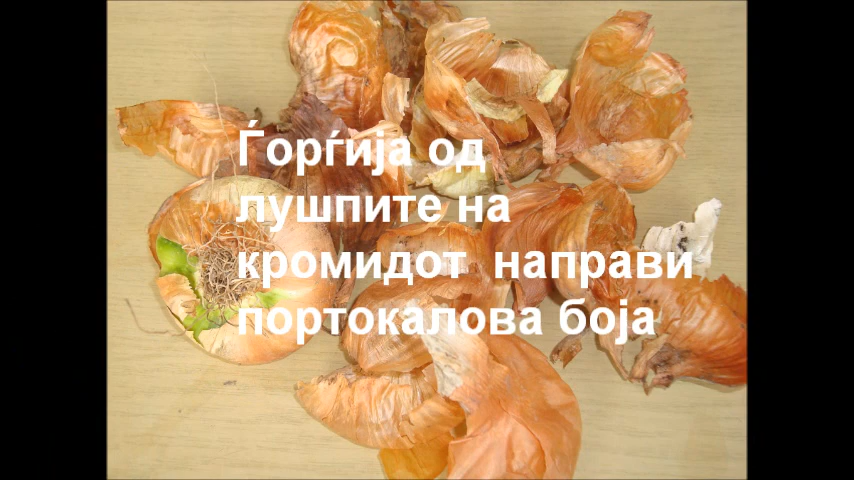 Ѓорѓија од
лушпите на
кромидот направи
портокалова боја